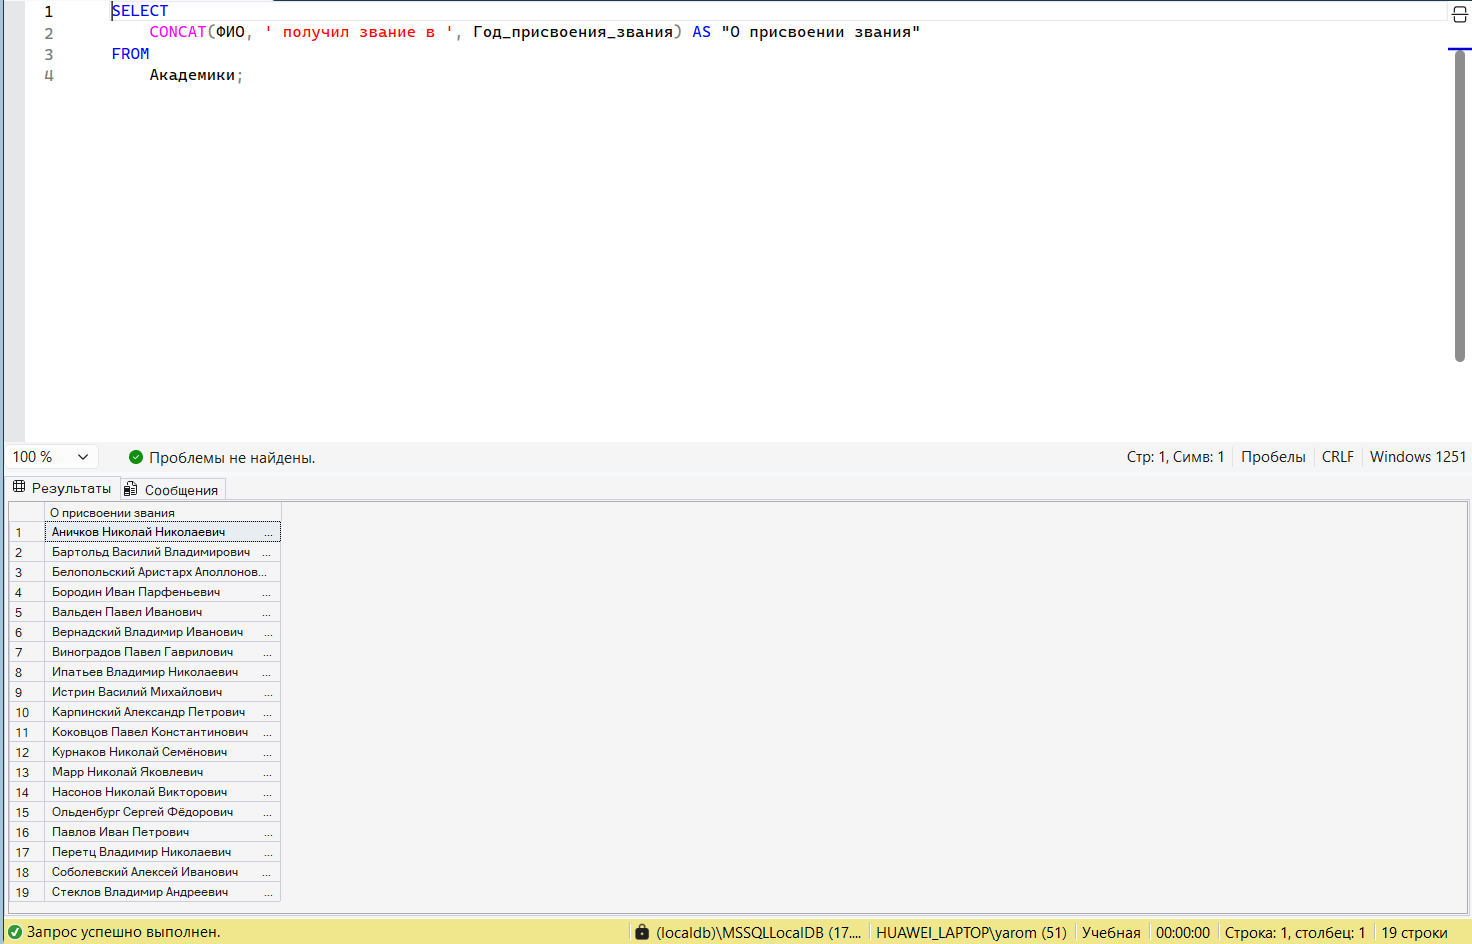 1 SELECT
2 CONCAT(ФИО, ' получил звание в ', Год_присвоения_звания) AS "О присвоении звания"
3 FROM
4 Академики;
100 % Проблемы не найдены. Стр: 1, Симв: 1 Пробелы CRLF Windows 1251
Результаты Сообщения
О присвоении звания
1 Аничков Николай Николаевич ...
2 Бартольд Василий Владимирович ...
3 Белопольский Аристарх Аполлонов...
4 Бородин Иван Парфеньевич ...
5 Вальден Павел Иванович ...
6 Вернадский Владимир Иванович ...
7 Виноградов Павел Гаврилович ...
8 Ипатьев Владимир Николаевич ...
9 Истрин Василий Михайлович ...
10 Карпинский Александр Петрович ...
11 Коковцов Павел Константинович ...
12 Курнаков Николай Семёнович ...
13 Марр Николай Яковлевич ...
14 Насонов Николай Викторович ...
15 Ольденбург Сергей Фёдорович ...
16 Павлов Иван Петрович ...
17 Перетц Владимир Николаевич ...
18 Соболевский Алексей Иванович ...
19 Стеклов Владимир Андреевич ...
Запрос успешно выполнен. (localdb)\MSSQLLocalDB (17.... HUAWEI_LAPTOP\yarom (51) Учебная 00:00:00 Строка: 1, столбец: 1 19 строки